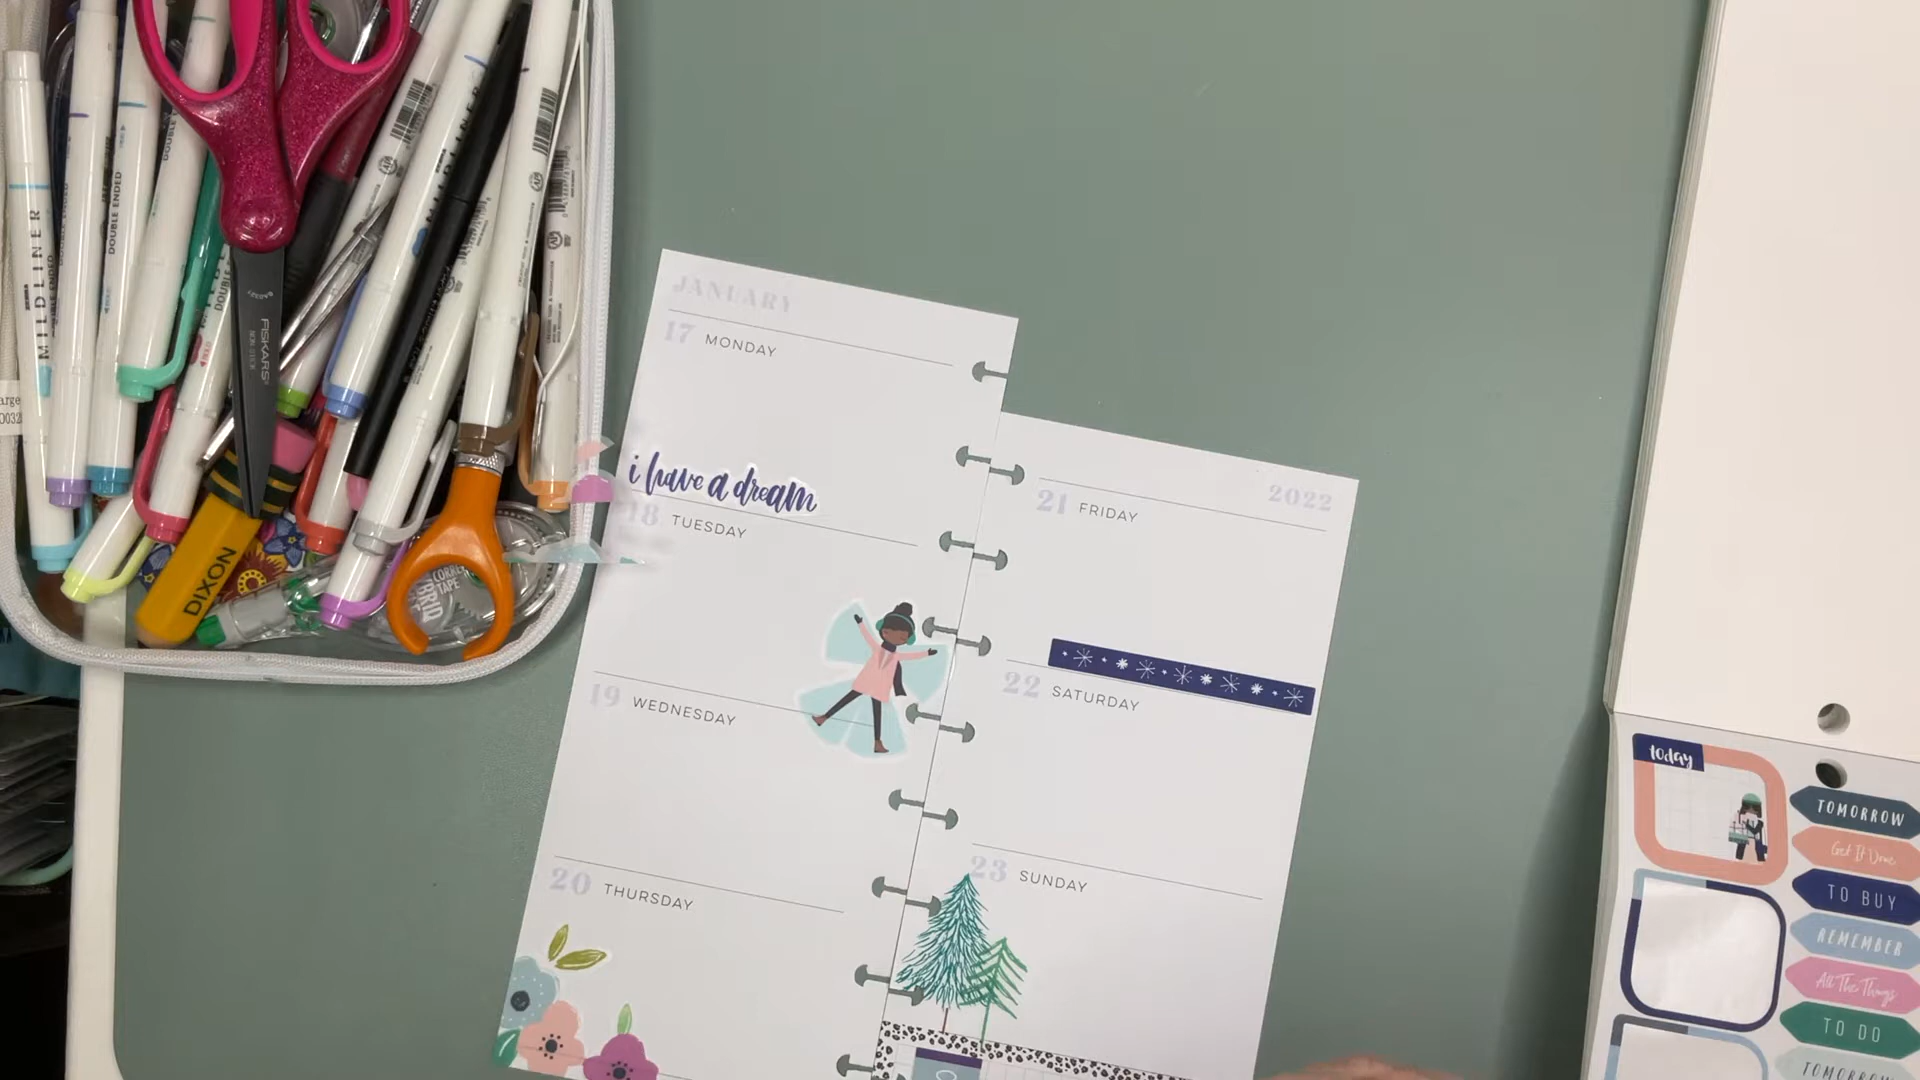 JANUARY
17 MONDAY
i have a dream
18 TUESDAY
19 WEDNESDAY
20 THURSDAY
2022
21 FRIDAY
22 SATURDAY
23 SUNDAY
MILDLINER
DOUBLE ENDED
FISKARS
DIXON
today
TOMORROW
Get It Done
TO BUY
REMEMBER
All The Things
TO DO
TOMORROW